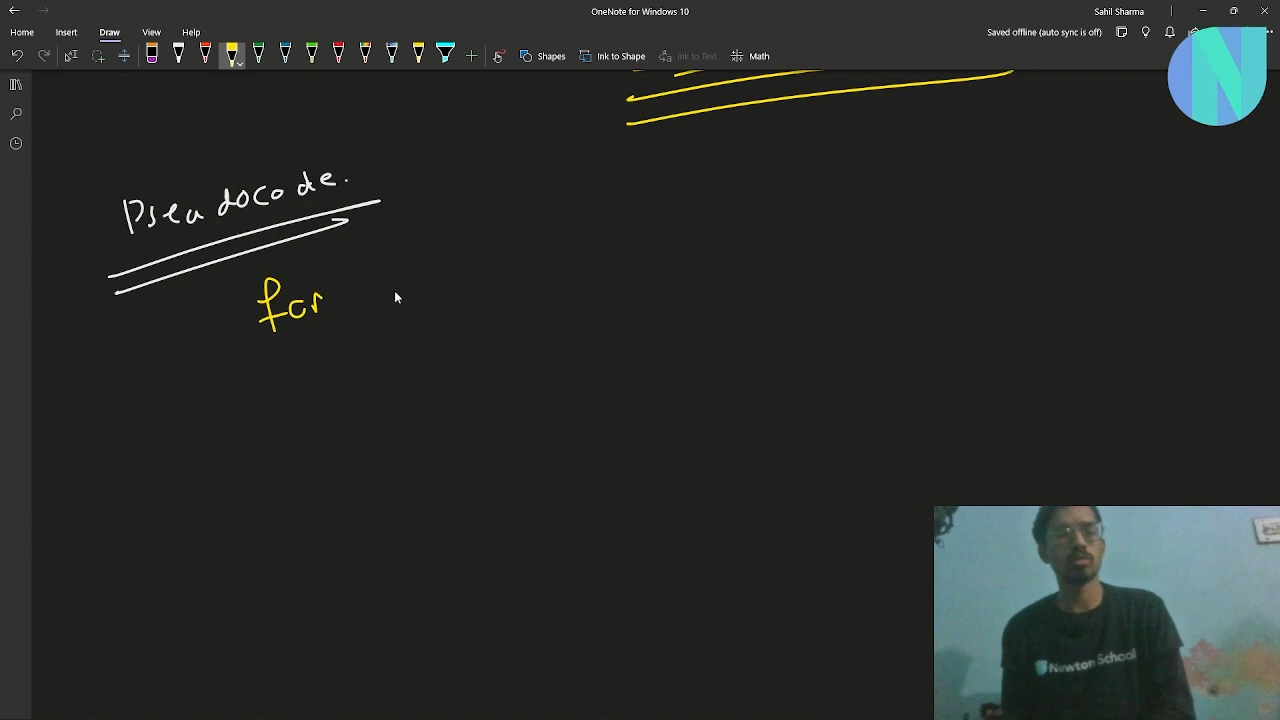 OneNote for Windows 10
Sahil Sharma
Home Insert Draw View Help
Saved offline (auto sync is off)
Shapes Ink to Shape Ink to Text Math
Pseudocode.
for
Newton School